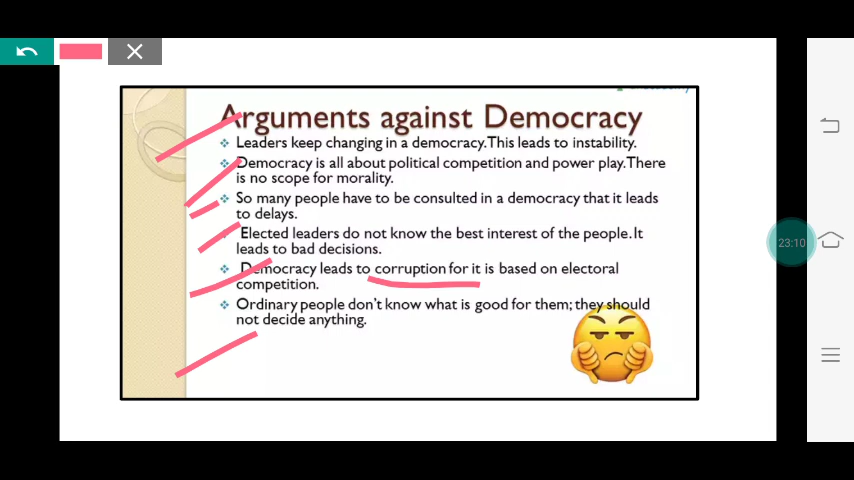 Arguments against Democracy
Leaders keep changing in a democracy.This leads to instability.
Democracy is all about political competition and power play.There
is no scope for morality.
So many people have to be consulted in a democracy that it leads
to delays.
Elected leaders do not know the best interest of the people.It
leads to bad decisions.
Democracy leads to corruption for it is based on electoral
competition.
Ordinary people don't know what is good for them; they should
not decide anything.
23:10